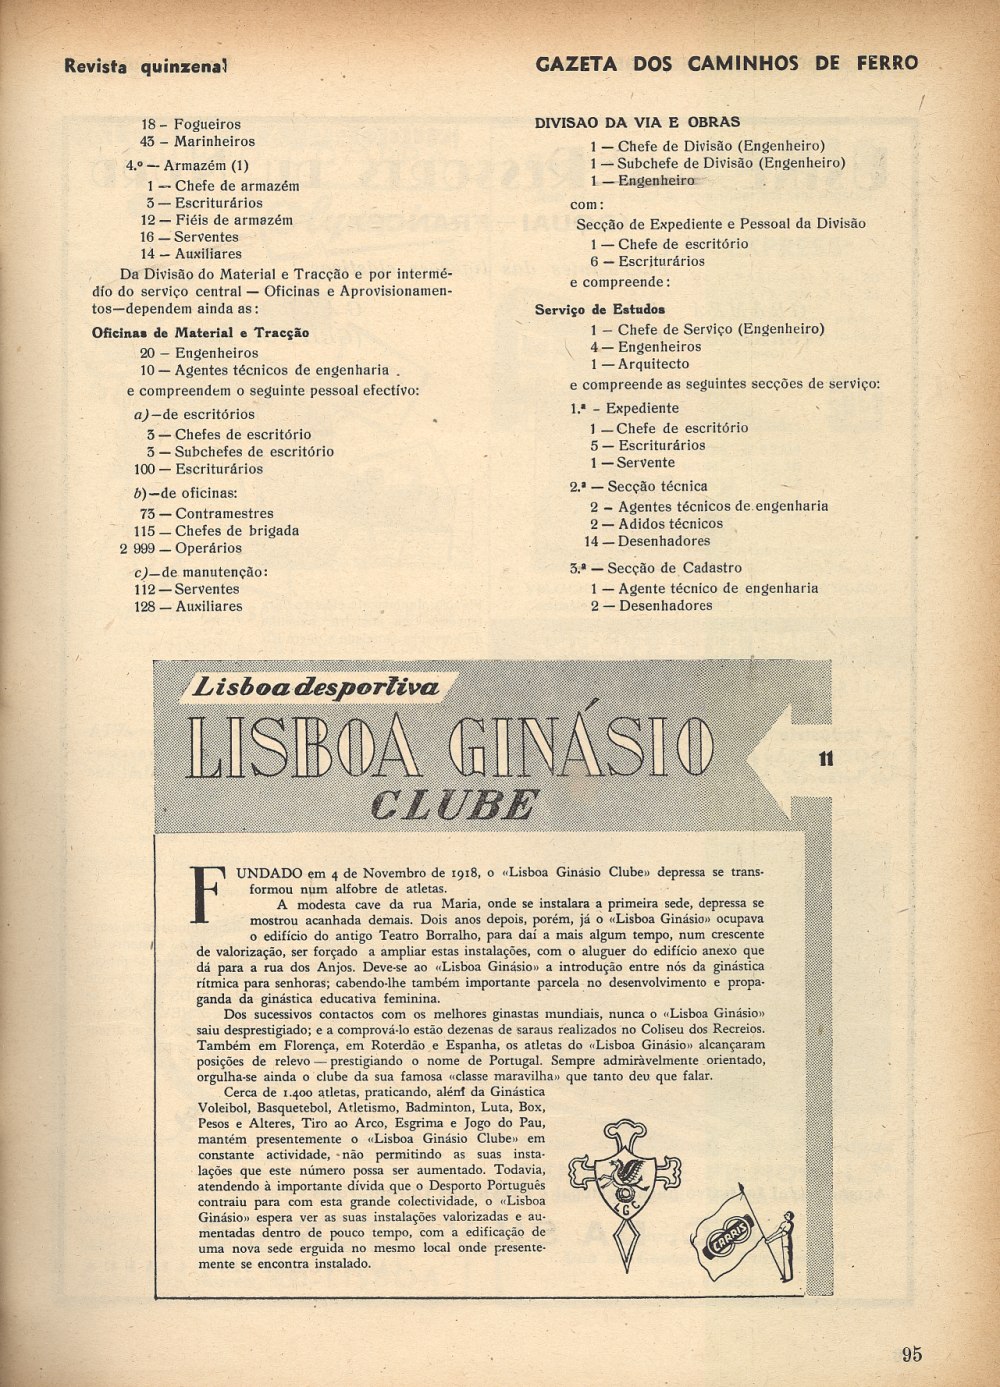 Revista quinzenal
GAZETA DOS CAMINHOS DE FERRO
18 – Fogueiros
43 – Marinheiros
4.º — Armazém (1)
1 — Chefe de armazém
3 — Escriturários
12 — Fiéis de armazém
16 — Serventes
14 — Auxiliares
Da Divisão do Material e Tracção e por intermé-
dio do serviço central — Oficinas e Aprovisionamen-
tos—dependem ainda as:
Oficinas de Material e Tracção
20 – Engenheiros
10 — Agentes técnicos de engenharia .
e compreendem o seguinte pessoal efectivo:
a)—de escritórios
3 — Chefes de escritório
3 — Subchefes de escritório
100 — Escriturários
b)—de oficinas:
73 — Contramestres
115 — Chefes de brigada
2 999 — Operários
c)—de manutenção:
112 — Serventes
128 — Auxiliares
DIVISAO DA VIA E OBRAS
1 — Chefe de Divisão (Engenheiro)
1 — Subchefe de Divisão (Engenheiro)
1 — Engenheiro
com:
Secção de Expediente e Pessoal da Divisão
1 — Chefe de escritório
6 — Escriturários
e compreende:
Serviço de Estudos
1 – Chefe de Serviço (Engenheiro)
4 — Engenheiros
1 — Arquitecto
e compreende as seguintes secções de serviço:
1.ª – Expediente
1 — Chefe de escritório
5 — Escriturários
1 — Servente
2.ª — Secção técnica
2 – Agentes técnicos de engenharia
2 — Adidos técnicos
14 — Desenhadores
3.ª — Secção de Cadastro
1 — Agente técnico de engenharia
2 — Desenhadores
Lisboa desportiva
LISBOA GINÁSIO
CLUBE
11
FUNDADO em 4 de Novembro de 1918, o «Lisboa Ginásio Clube» depressa se trans-
formou num alfobre de atletas.
A modesta cave da rua Maria, onde se instalara a primeira sede, depressa se
mostrou acanhada demais. Dois anos depois, porém, já o «Lisboa Ginásio» ocupava
o edifício do antigo Teatro Borralho, para daí a mais algum tempo, num crescente
de valorização, ser forçado a ampliar estas instalações, com o aluguer do edifício anexo que
dá para a rua dos Anjos. Deve-se ao «Lisboa Ginásio» a introdução entre nós da ginástica
rítmica para senhoras; cabendo-lhe também importante parcela no desenvolvimento e propa-
ganda da ginástica educativa feminina.
Dos sucessivos contactos com os melhores ginastas mundiais, nunca o «Lisboa Ginásio»
saiu desprestigiado; e a comprová-lo estão dezenas de saraus realizados no Coliseu dos Recreios.
Também em Florença, em Roterdão e Espanha, os atletas do «Lisboa Ginásio» alcançaram
posições de relevo — prestigiando o nome de Portugal. Sempre admiràvelmente orientado,
orgulha-se ainda o clube da sua famosa «classe maravilha» que tanto deu que falar.
Cerca de 1.400 atletas, praticando, além da Ginástica
Voleibol, Basquetebol, Atletismo, Badminton, Luta, Box,
Pesos e Alteres, Tiro ao Arco, Esgrima e Jogo do Pau,
mantém presentemente o «Lisboa Ginásio Clube» em
constante actividade, não permitindo as suas insta-
lações que este número possa ser aumentado. Todavia,
atendendo à importante dívida que o Desporto Português
contraiu para com esta grande colectividade, o «Lisboa
Ginásio» espera ver as suas instalações valorizadas e au-
mentadas dentro de pouco tempo, com a edificação de
uma nova sede erguida no mesmo local onde presente-
mente se encontra instalado.
LGC
CARRIS
95